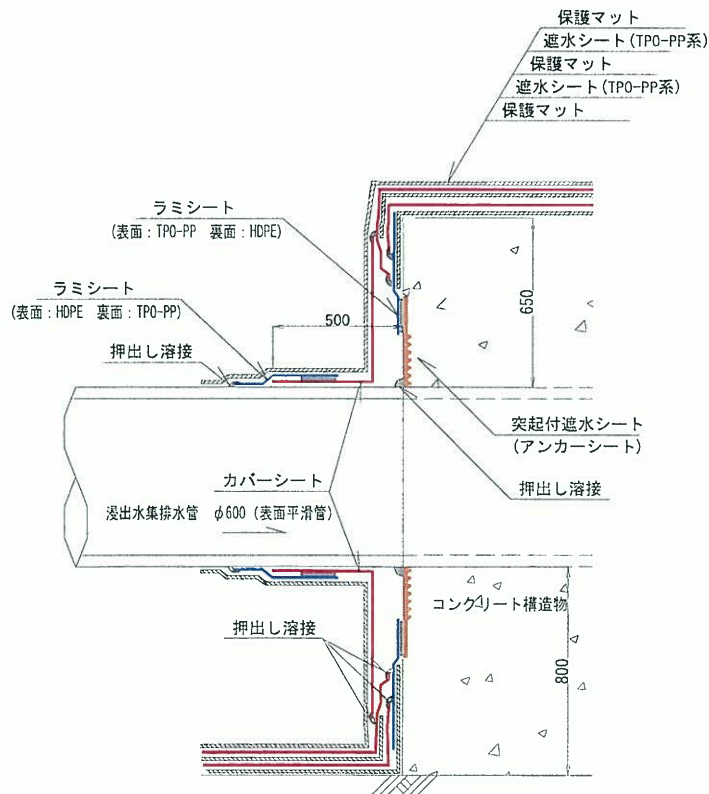 保護マット
遮水シート(TPO-PP系)
保護マット
遮水シート(TPO-PP系)
保護マット
ラミシート
(表面:TPO-PP 裏面:HDPE)
ラミシート
(表面:HDPE 裏面:TPO-PP)
500
650
押出し溶接
突起付遮水シート
(アンカーシート)
カバーシート
押出し溶接
浸出水集排水管 φ600(表面平滑管)
コンクリート構造物
押出し溶接
800